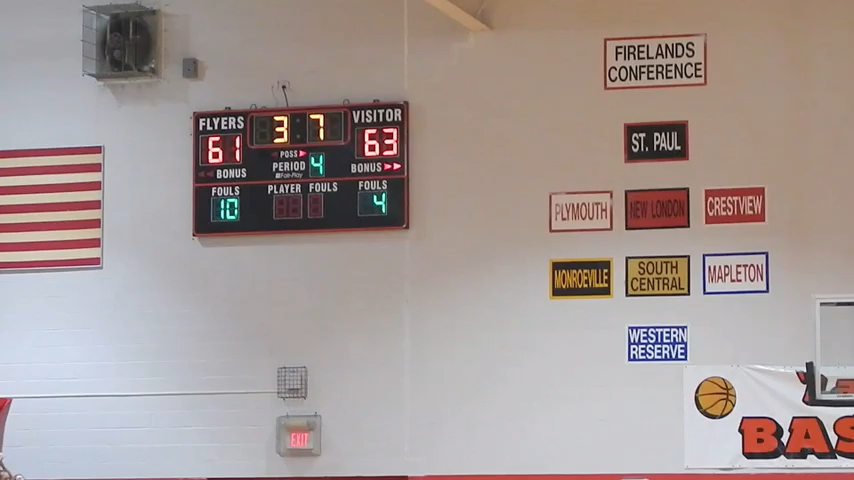 FIRELANDS
CONFERENCE
FLYERS 3 7 VISITOR
61 63
POSS
PERIOD 4
Fair-Play
BONUS BONUS
FOULS PLAYER FOULS FOULS
10 4
ST. PAUL
PLYMOUTH NEW LONDON CRESTVIEW
MONROEVILLE SOUTH
CENTRAL MAPLETON
WESTERN
RESERVE
EXIT
BAS